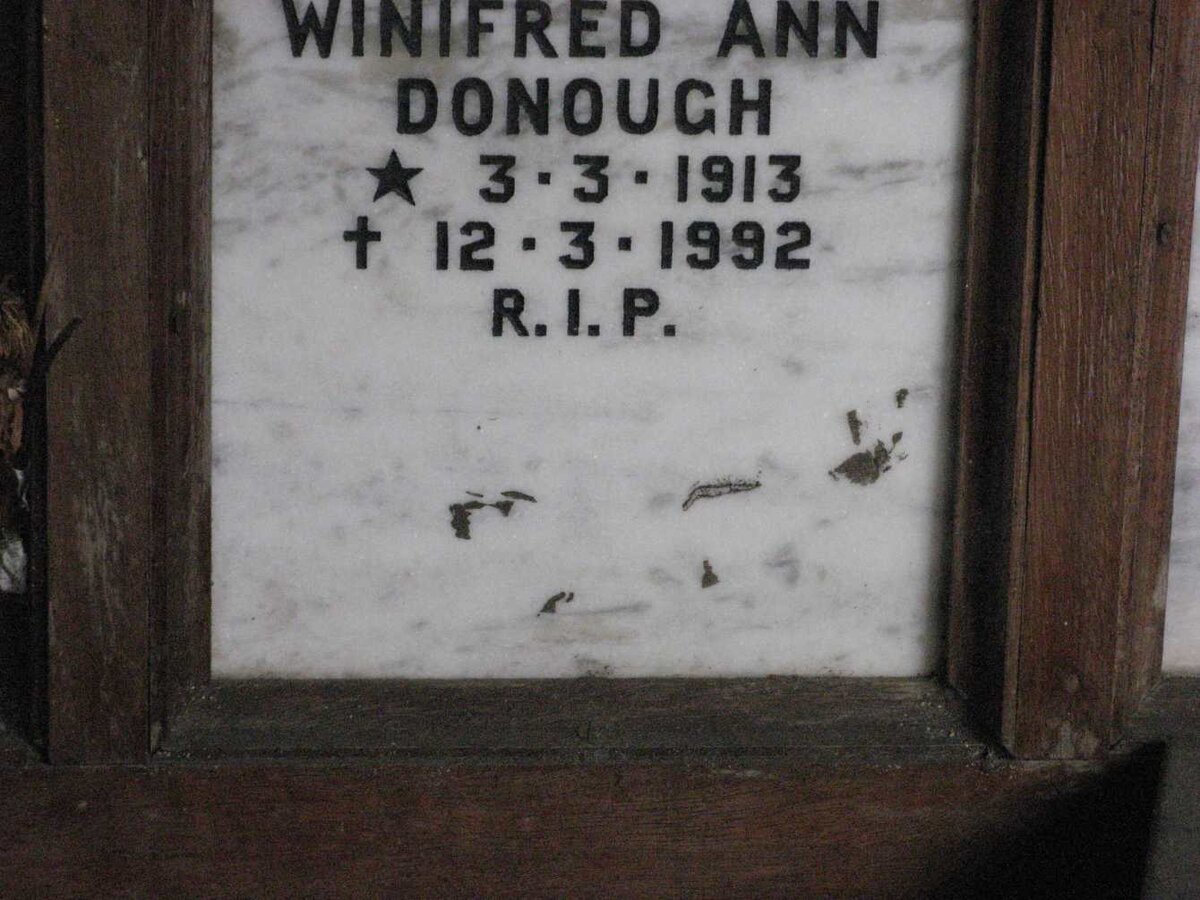 WINIFRED ANN
DONOUGH
★ 3·3·1913
✝ 12·3·1992
R.I.P.